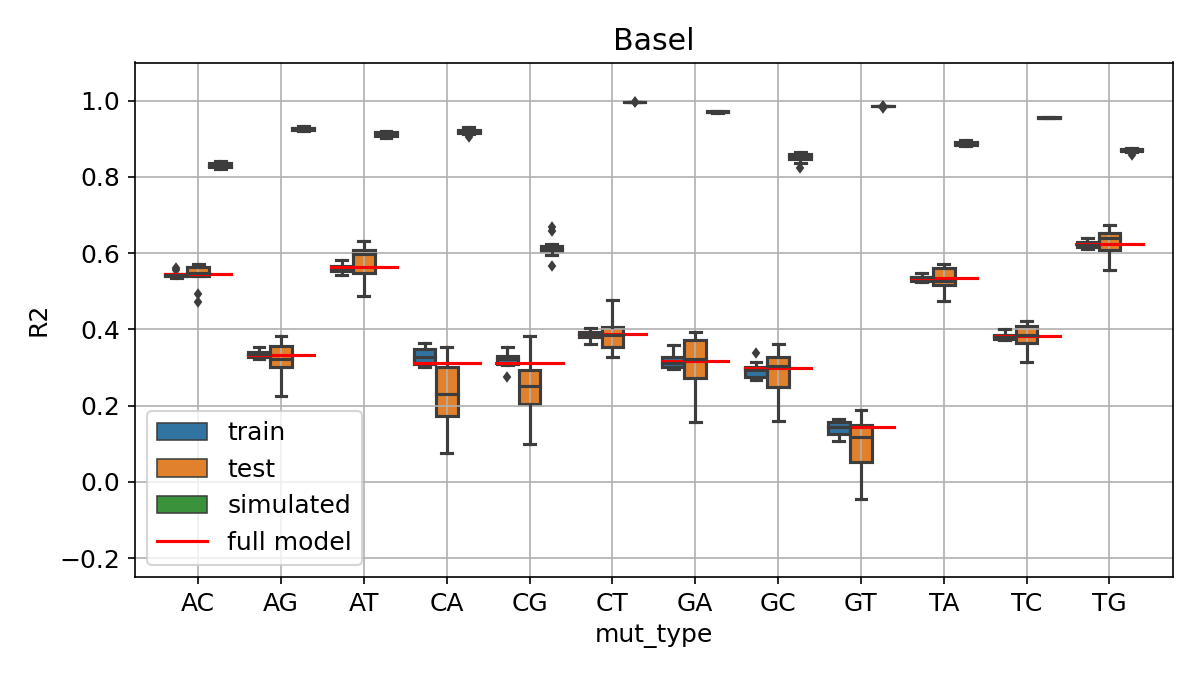 Basel
R2
1.0
0.8
0.6
0.4
0.2
0.0
−0.2
train
test
simulated
full model
AC AG AT CA CG CT GA GC GT TA TC TG
mut_type